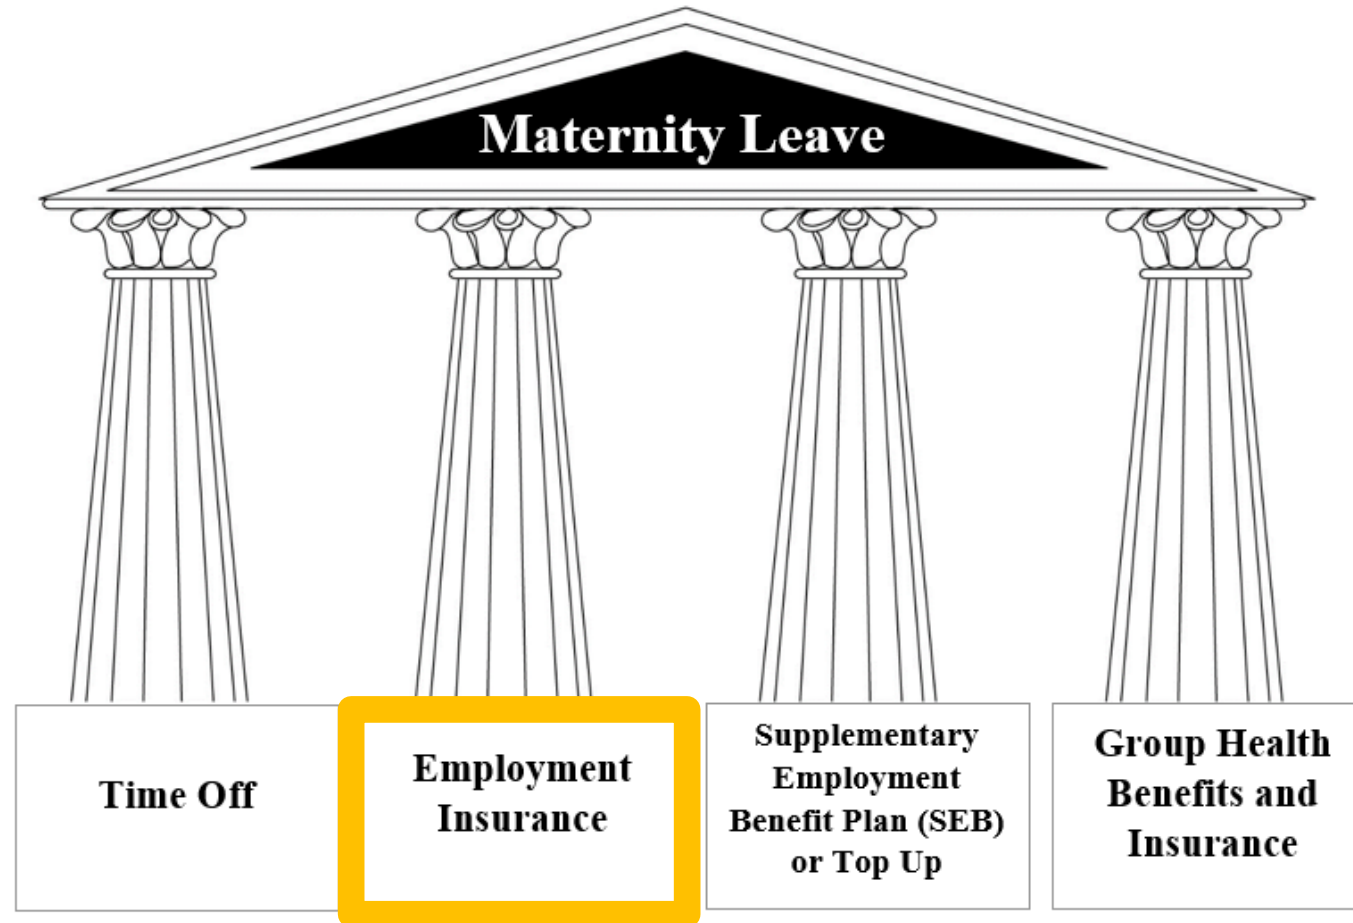 Maternity Leave
Time Off
Employment
Insurance
Supplementary
Employment
Benefit Plan (SEB)
or Top Up
Group Health
Benefits and
Insurance